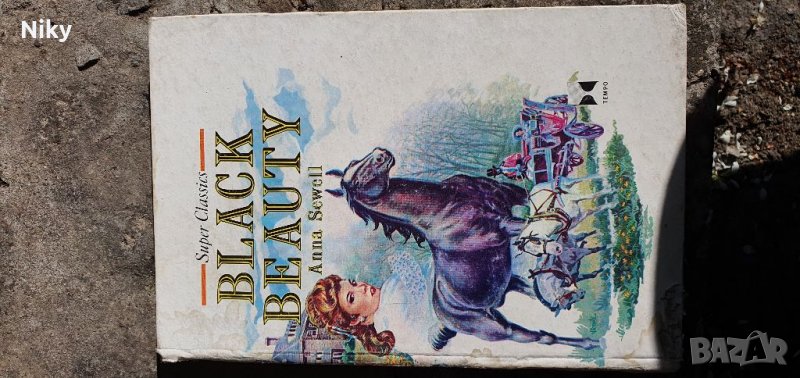 Niky
Super Classics
BLACK
BEAUTY
Anna Sewell
TEMPO
BAZAR